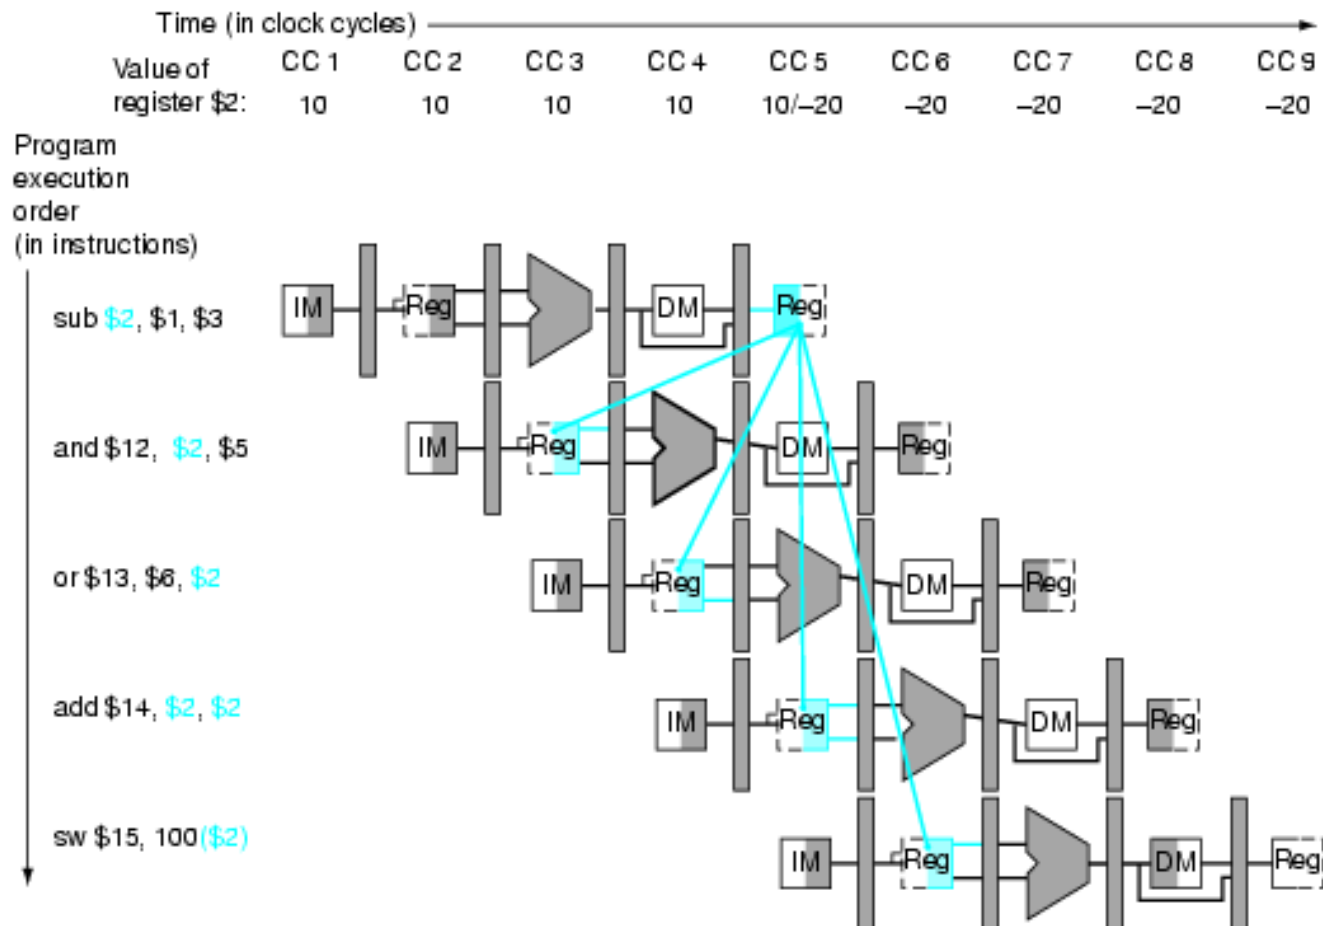 Time (in clock cycles)
CC 1 CC 2 CC 3 CC 4 CC 5 CC 6 CC 7 CC 8 CC 9
Value of
register $2: 10 10 10 10 10/–20 –20 –20 –20 –20
Program
execution
order
(in instructions)
sub $2, $1, $3 IM Reg DM Reg
and $12, $2, $5 IM Reg DM Reg
or $13, $6, $2 IM Reg DM Reg
add $14, $2, $2 IM Reg DM Reg
sw $15, 100($2) IM Reg DM Reg